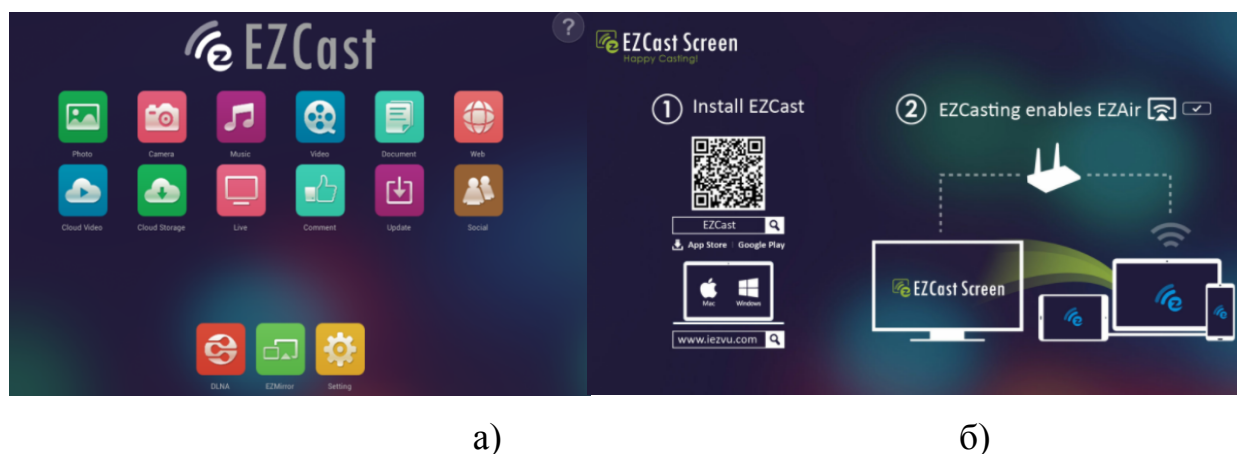 EZCast
?
Photo Camera Music Video Document Web
Cloud Video Cloud Storage Live Comment Update Social
DLNA EZMirror Setting
EZCast Screen
Happy Casting!
1 Install EZCast
EZCast
App Store | Google Play
Mac Windows
www.iezvu.com
2 EZCasting enables EZAir
EZCast Screen
а) б)